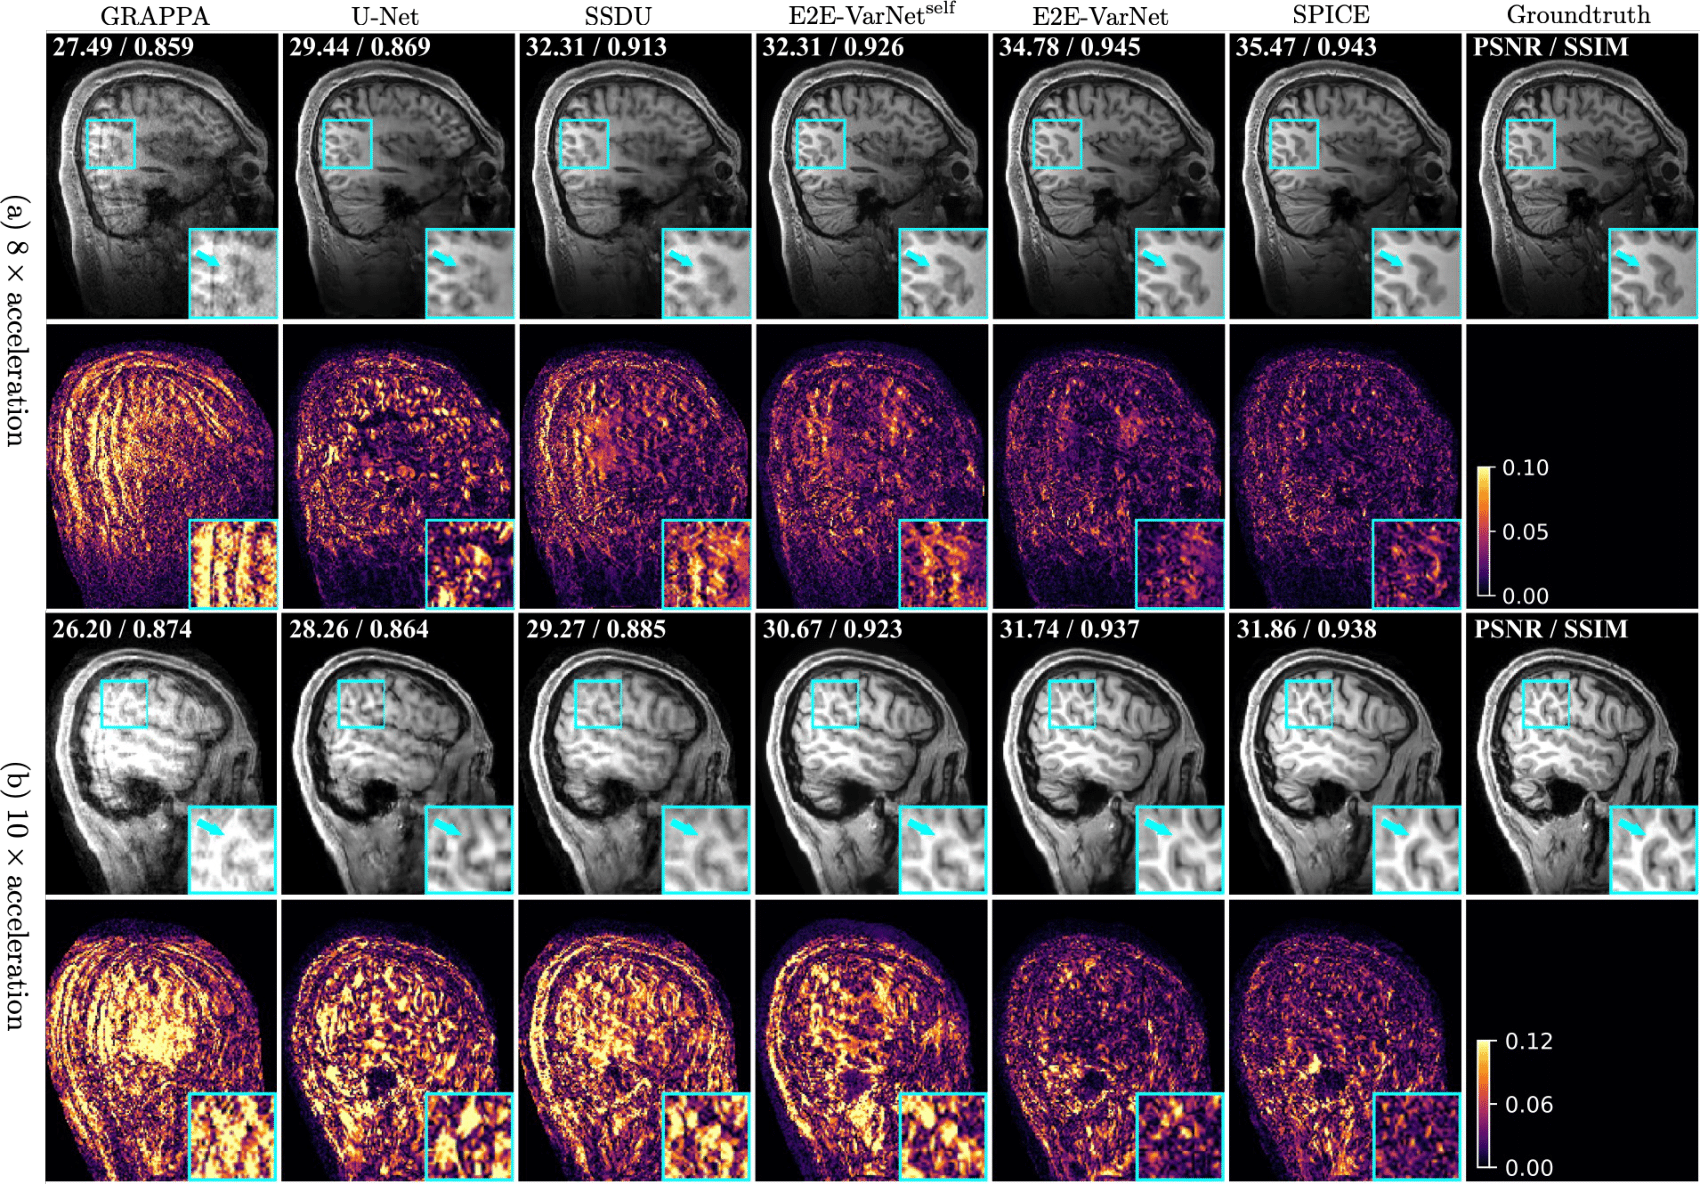 GRAPPA U-Net SSDU E2E-VarNetself E2E-VarNet SPICE Groundtruth
27.49 / 0.859 29.44 / 0.869 32.31 / 0.913 32.31 / 0.926 34.78 / 0.945 35.47 / 0.943 PSNR / SSIM
(a) 8 × acceleration
0.10
0.05
0.00
26.20 / 0.874 28.26 / 0.864 29.27 / 0.885 30.67 / 0.923 31.74 / 0.937 31.86 / 0.938 PSNR / SSIM
(b) 10 × acceleration
0.12
0.06
0.00